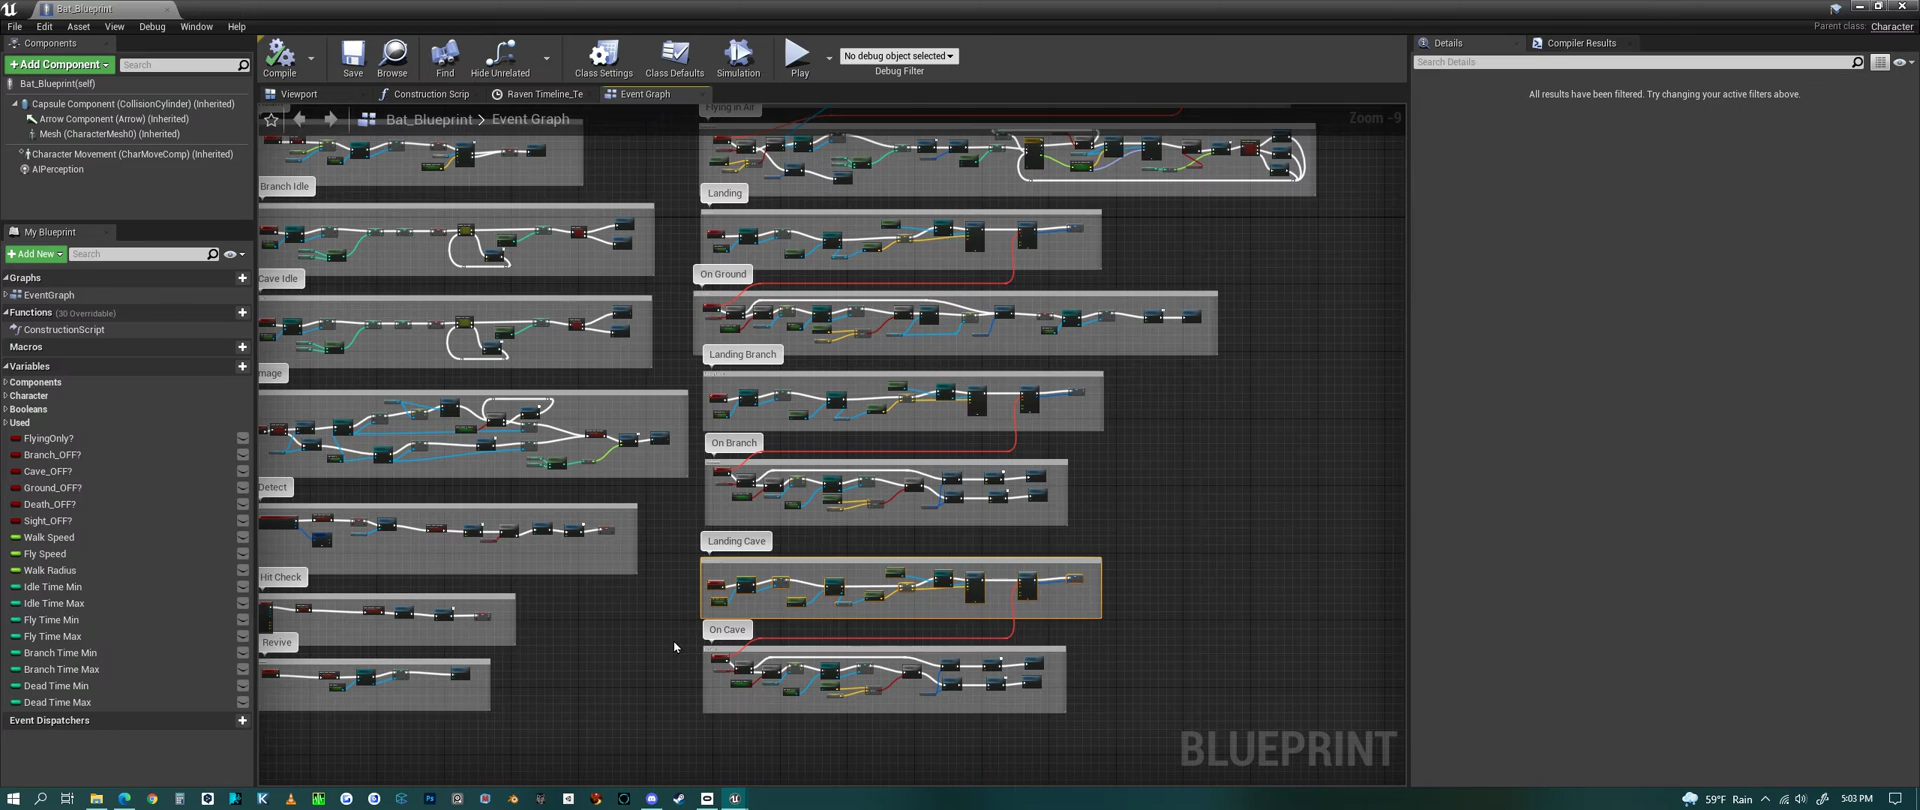 Bat_Blueprint
File Edit Asset View Debug Window Help
Parent class: Character
Components
+Add Component
Search
Bat_Blueprint(self)
Capsule Component (CollisionCylinder) (Inherited)
Arrow Component (Arrow) (Inherited)
Mesh (CharacterMesh0) (Inherited)
Character Movement (CharMoveComp) (Inherited)
AIPerception
My Blueprint
+Add New
Search
Graphs
EventGraph
Functions (30 Overridable)
ConstructionScript
Macros
Variables
Components
Character
Booleans
Used
FlyingOnly?
Branch_OFF?
Cave_OFF?
Ground_OFF?
Death_OFF?
Sight_OFF?
Walk Speed
Fly Speed
Walk Radius
Idle Time Min
Idle Time Max
Fly Time Min
Fly Time Max
Branch Time Min
Branch Time Max
Dead Time Min
Dead Time Max
Event Dispatchers
Compile
Save
Browse
Find
Hide Unrelated
Class Settings
Class Defaults
Simulation
Play
No debug object selected
Debug Filter
Viewport
Construction Scrip
Raven Timeline_Te
Event Graph
Bat_Blueprint > Event Graph
Zoom -9
Branch Idle
Cave Idle
mage
Detect
Hit Check
Revive
Flying in Air
Landing
On Ground
Landing Branch
On Branch
Landing Cave
On Cave
BLUEPRINT
Details
Compiler Results
Search Details
All results have been filtered. Try changing your active filters above.
59°F Rain
5:03 PM